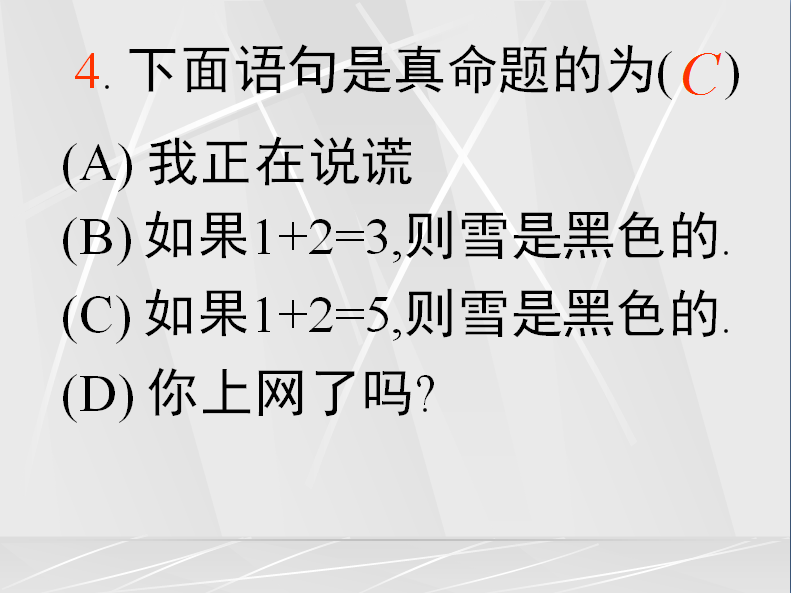 4. 下面语句是真命题的为( C )
(A) 我正在说谎
(B) 如果1+2=3,则雪是黑色的.
(C) 如果1+2=5,则雪是黑色的.
(D) 你上网了吗?